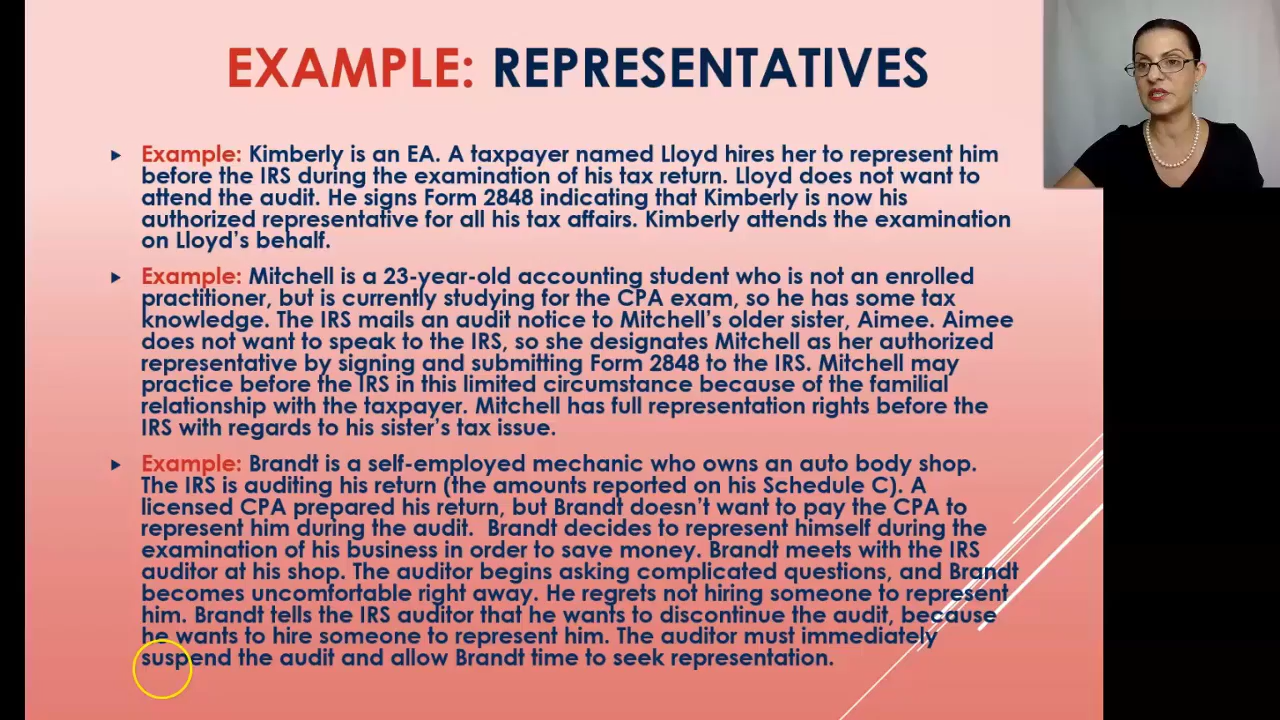 EXAMPLE: REPRESENTATIVES
Example: Kimberly is an EA. A taxpayer named Lloyd hires her to represent him
before the IRS during the examination of his tax return. Lloyd does not want to
attend the audit. He signs Form 2848 indicating that Kimberly is now his
authorized representative for all his tax affairs. Kimberly attends the examination
on Lloyd's behalf.
Example: Mitchell is a 23-year-old accounting student who is not an enrolled
practitioner, but is currently studying for the CPA exam, so he has some tax
knowledge. The IRS mails an audit notice to Mitchell's older sister, Aimee. Aimee
does not want to speak to the IRS, so she designates Mitchell as her authorized
representative by signing and submitting Form 2848 to the IRS. Mitchell may
practice before the IRS in this limited circumstance because of the familial
relationship with the taxpayer. Mitchell has full representation rights before the
IRS with regards to his sister's tax issue.
Example: Brandt is a self-employed mechanic who owns an auto body shop.
The IRS is auditing his return (the amounts reported on his Schedule C). A
licensed CPA prepared his return, but Brandt doesn't want to pay the CPA to
represent him during the audit. Brandt decides to represent himself during the
examination of his business in order to save money. Brandt meets with the IRS
auditor at his shop. The auditor begins asking complicated questions, and Brandt
becomes uncomfortable right away. He regrets not hiring someone to represent
him. Brandt tells the IRS auditor that he wants to discontinue the audit, because
he wants to hire someone to represent him. The auditor must immediately
suspend the audit and allow Brandt time to seek representation.